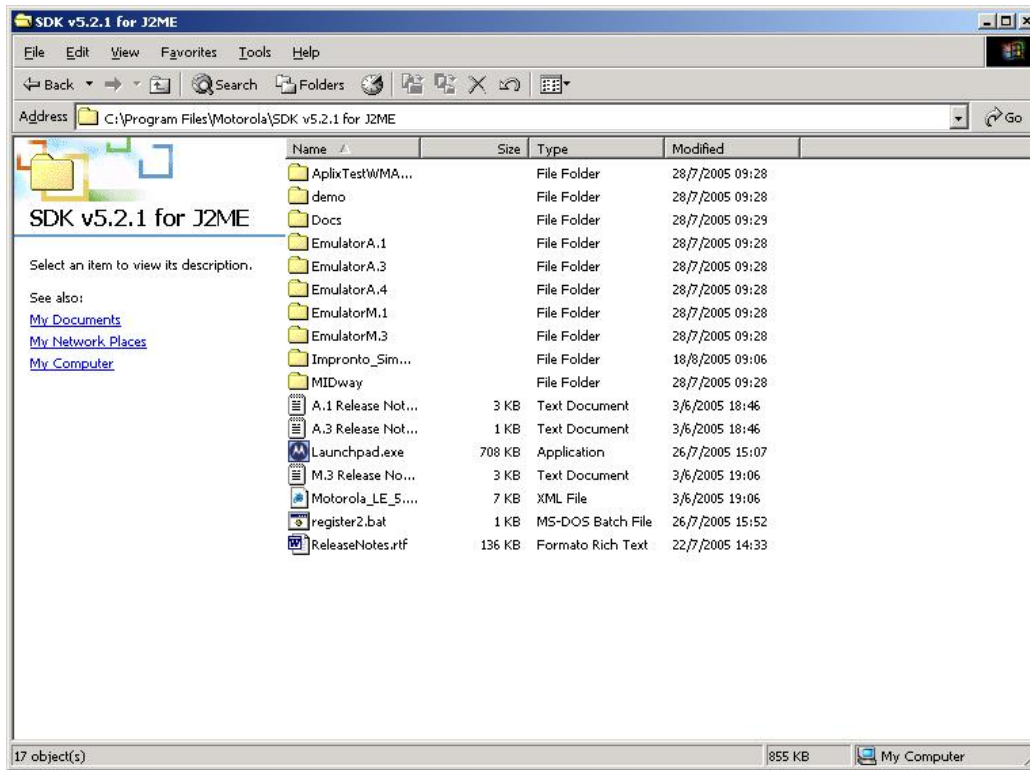 SDK v5.2.1 for J2ME
File Edit View Favorites Tools Help
Back Search Folders
Address C:\Program Files\Motorola\SDK v5.2.1 for J2ME Go
Name Size Type Modified
AplixTestWMA... File Folder 28/7/2005 09:28
demo File Folder 28/7/2005 09:28
Docs File Folder 28/7/2005 09:29
EmulatorA.1 File Folder 28/7/2005 09:28
EmulatorA.3 File Folder 28/7/2005 09:28
EmulatorA.4 File Folder 28/7/2005 09:28
EmulatorM.1 File Folder 28/7/2005 09:28
EmulatorM.3 File Folder 28/7/2005 09:28
Impronto_Sim... File Folder 18/8/2005 09:06
MIDway File Folder 28/7/2005 09:28
A.1 Release Not... 3 KB Text Document 3/6/2005 18:46
A.3 Release Not... 1 KB Text Document 3/6/2005 18:46
Launchpad.exe 708 KB Application 26/7/2005 15:07
M.3 Release No... 3 KB Text Document 3/6/2005 19:06
Motorola_LE_5.... 7 KB XML File 3/6/2005 19:06
register2.bat 1 KB MS-DOS Batch File 26/7/2005 15:52
ReleaseNotes.rtf 136 KB Formato Rich Text 22/7/2005 14:33
SDK v5.2.1 for J2ME
Select an item to view its description.
See also:
My Documents
My Network Places
My Computer
17 object(s) 855 KB My Computer